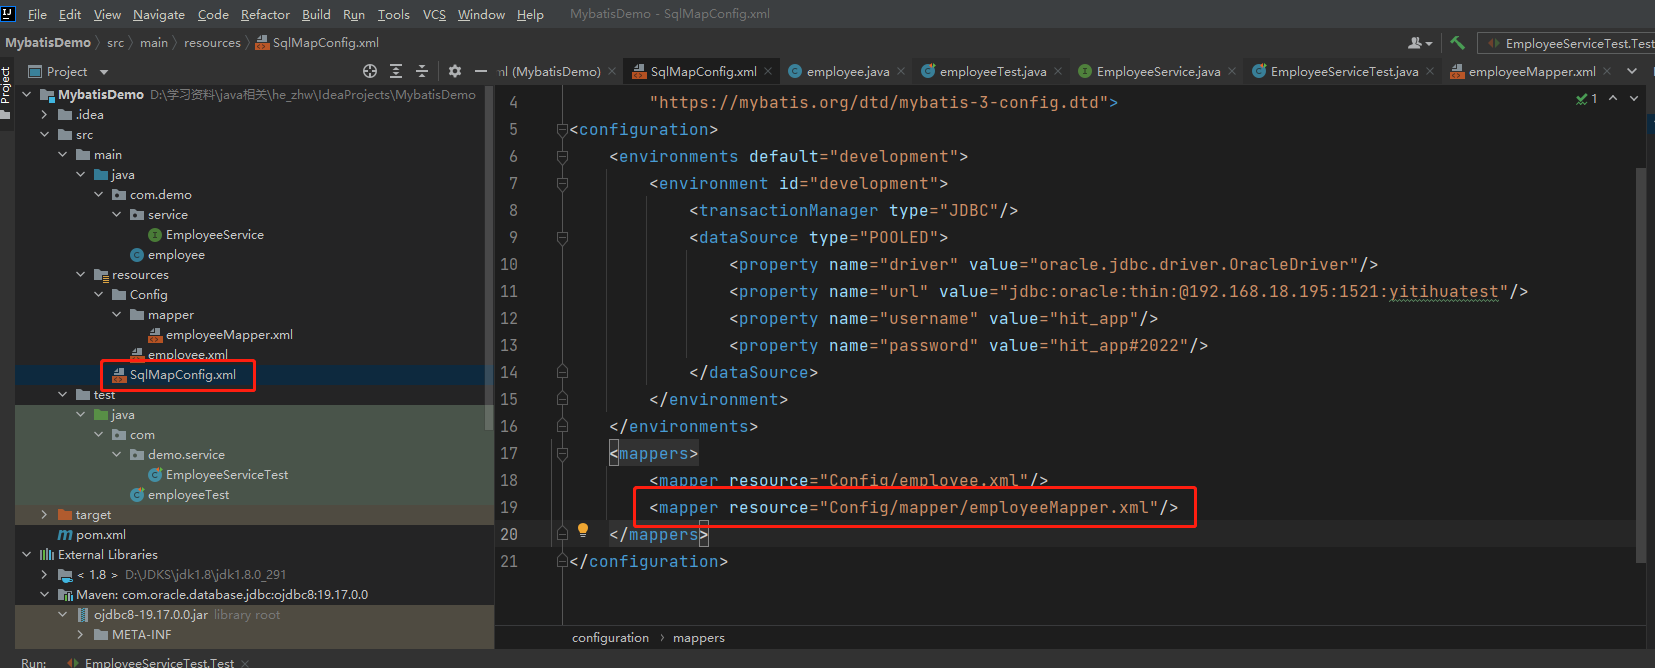 File Edit View Navigate Code Refactor Build Run Tools VCS Window Help MybatisDemo - SqlMapConfig.xml
MybatisDemo src main resources SqlMapConfig.xml EmployeeServiceTest.Test
Project
Project ml (MybatisDemo) SqlMapConfig.xml employee.java employeeTest.java EmployeeService.java EmployeeServiceTest.java employeeMapper.xml
MybatisDemo D:\学习资料\java相关\he_zhw\IdeaProjects\MybatisDemo
.idea
src
main
java
com.demo
service
EmployeeService
employee
resources
Config
mapper
employeeMapper.xml
employee.xml
SqlMapConfig.xml
test
java
com
demo.service
EmployeeServiceTest
employeeTest
target
pom.xml
External Libraries
< 1.8 > D:\JDKS\jdk1.8\jdk1.8.0_291
Maven: com.oracle.database.jdbc:ojdbc8:19.17.0.0
ojdbc8-19.17.0.0.jar library root
META-INF
1
4 "https://mybatis.org/dtd/mybatis-3-config.dtd">
5 <configuration>
6 <environments default="development">
7 <environment id="development">
8 <transactionManager type="JDBC"/>
9 <dataSource type="POOLED">
10 <property name="driver" value="oracle.jdbc.driver.OracleDriver"/>
11 <property name="url" value="jdbc:oracle:thin:@192.168.18.195:1521:yitihuatest"/>
12 <property name="username" value="hit_app"/>
13 <property name="password" value="hit_app#2022"/>
14 </dataSource>
15 </environment>
16 </environments>
17 <mappers>
18 <mapper resource="Config/employee.xml"/>
19 <mapper resource="Config/mapper/employeeMapper.xml"/>
20 </mappers>
21 </configuration>
configuration mappers
Run: EmployeeServiceTest.Test